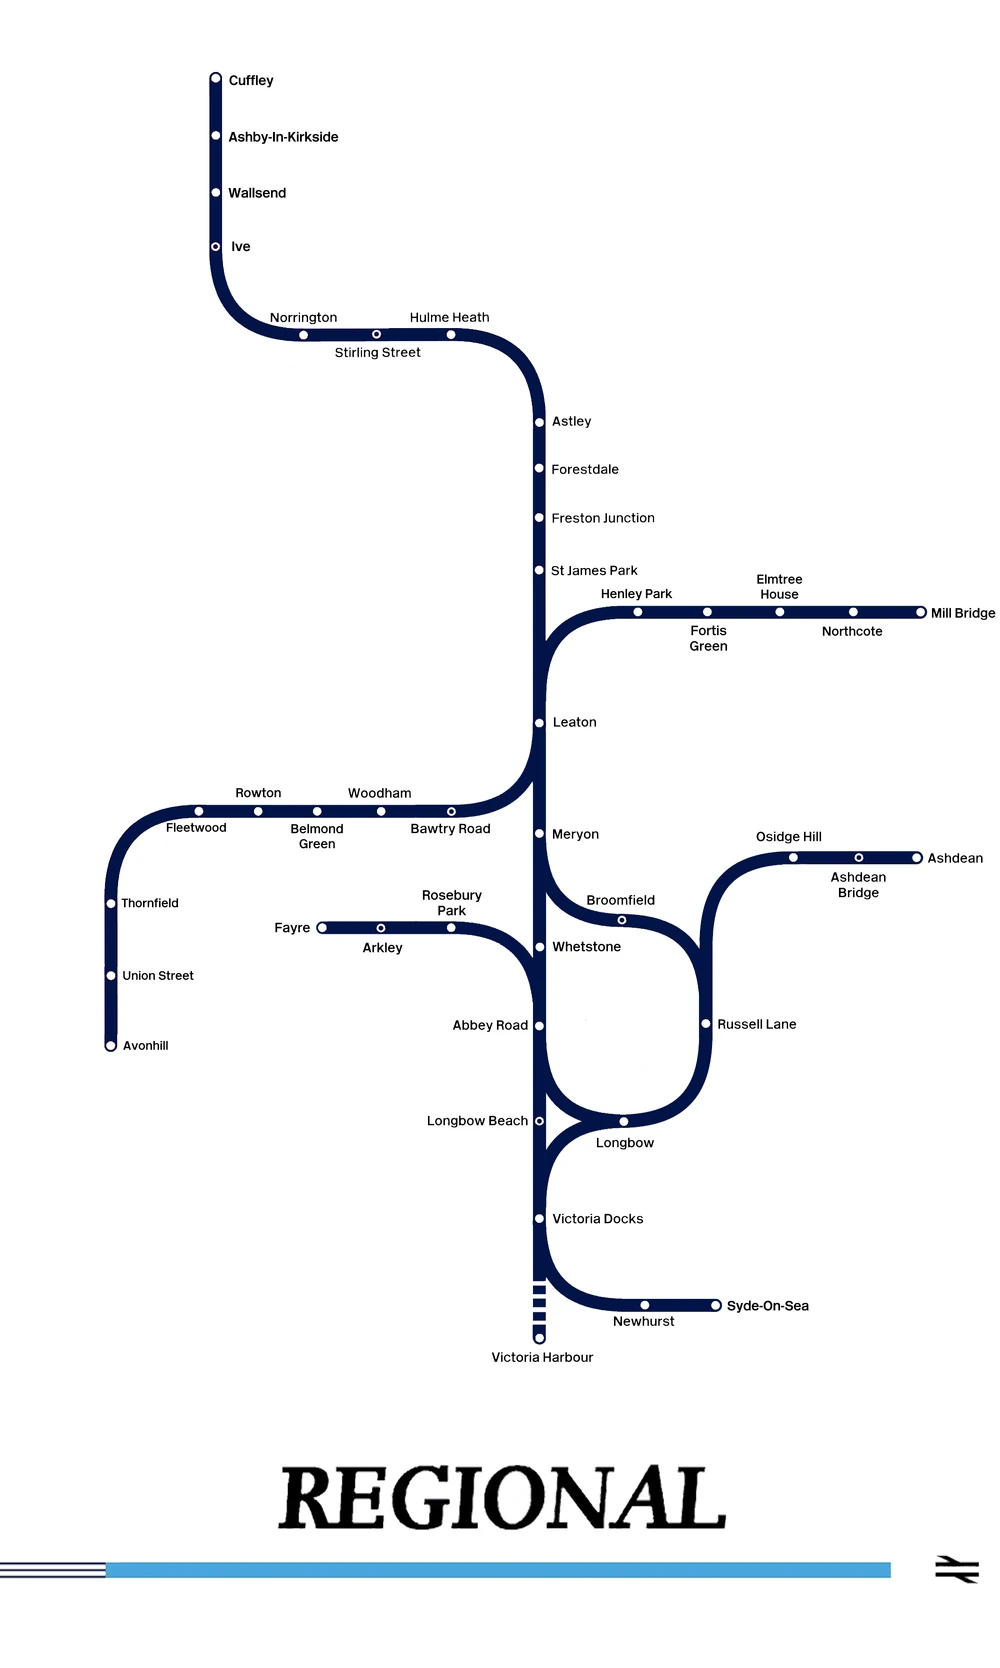 Cuffley
Ashby-In-Kirkside
Wallsend
Ive
Norrington
Hulme Heath
Stirling Street
Astley
Forestdale
Freston Junction
St James Park
Elmtree
House
Henley Park
Mill Bridge
Fortis
Green
Northcote
Leaton
Rowton
Woodham
Fleetwood
Belmond
Green
Bawtry Road
Meryon
Osidge Hill
Ashdean
Ashdean
Bridge
Thornfield
Rosebury
Park
Broomfield
Fayre
Arkley
Whetstone
Union Street
Abbey Road
Russell Lane
Avonhill
Longbow Beach
Longbow
Victoria Docks
Syde-On-Sea
Newhurst
Victoria Harbour
REGIONAL